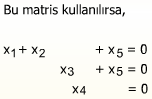 Bu matris kullanılırsa,
x₁ + x₂ + x₅ = 0
x₃ + x₅ = 0
x₄ = 0